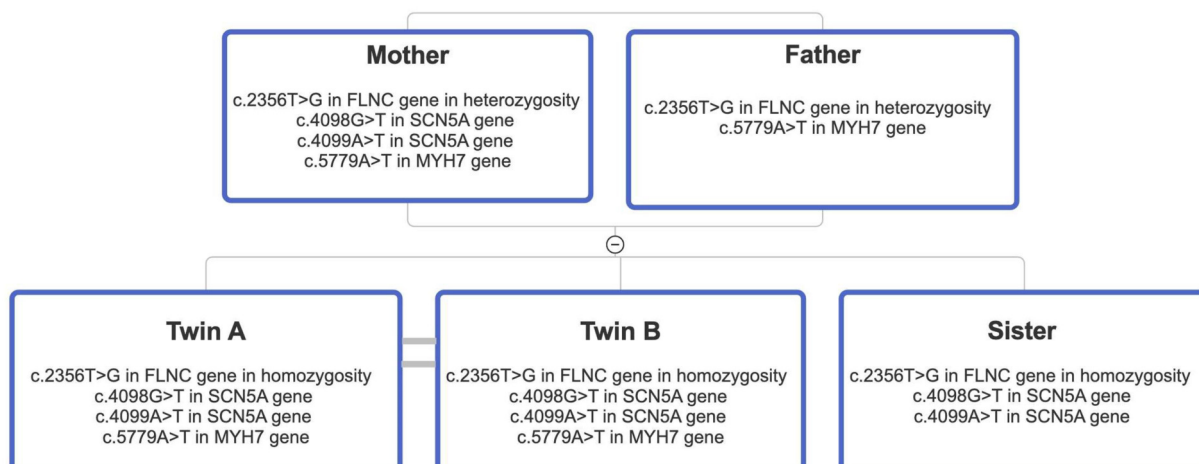 Mother
c.2356T>G in FLNC gene in heterozygosity
c.4098G>T in SCN5A gene
c.4099A>T in SCN5A gene
c.5779A>T in MYH7 gene
Father
c.2356T>G in FLNC gene in heterozygosity
c.5779A>T in MYH7 gene
Twin A
c.2356T>G in FLNC gene in homozygosity
c.4098G>T in SCN5A gene
c.4099A>T in SCN5A gene
c.5779A>T in MYH7 gene
Twin B
c.2356T>G in FLNC gene in homozygosity
c.4098G>T in SCN5A gene
c.4099A>T in SCN5A gene
c.5779A>T in MYH7 gene
Sister
c.2356T>G in FLNC gene in homozygosity
c.4098G>T in SCN5A gene
c.4099A>T in SCN5A gene